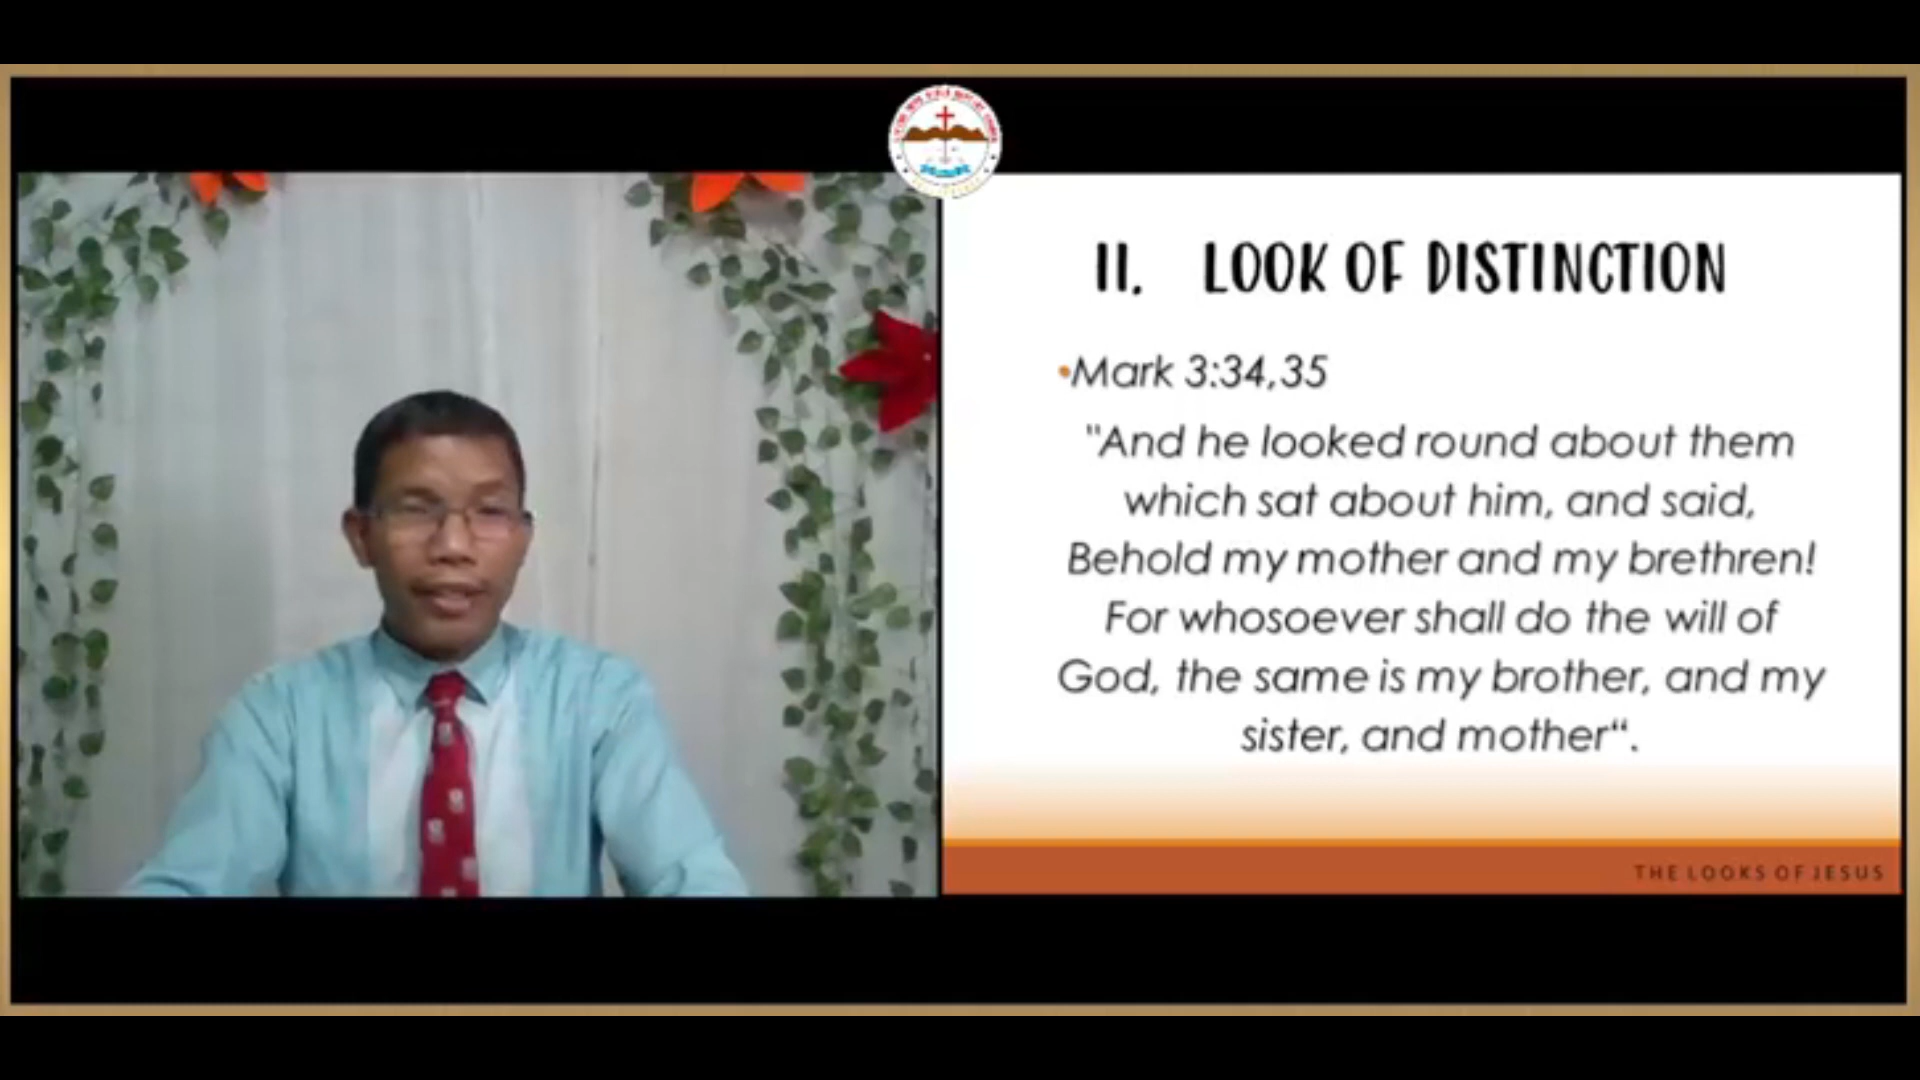 II. LOOK OF DISTINCTION
•Mark 3:34,35
"And he looked round about them
which sat about him, and said,
Behold my mother and my brethren!
For whosoever shall do the will of
God, the same is my brother, and my
sister, and mother“.
THE LOOKS OF JESUS